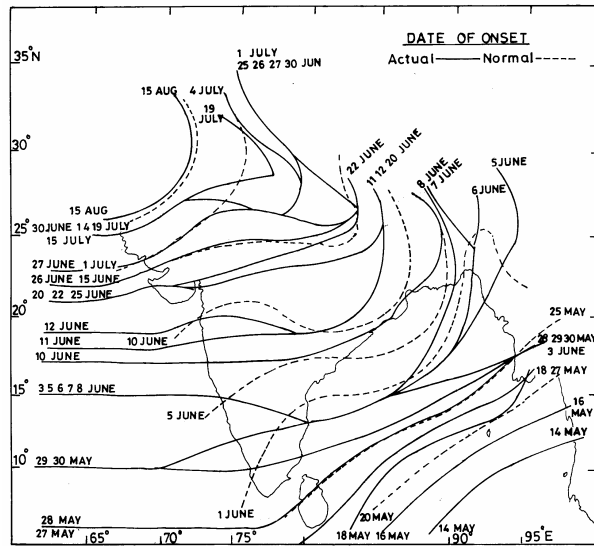 DATE OF ONSET
Actual Normal
35°N
30°
25°
20°
15°
10°
1 JULY
25 26 27 30 JUN
15 AUG
4 JULY
19
JULY
22 JUNE
11 12 20 JUNE
8 JUNE
7 JUNE
5 JUNE
6 JUNE
15 AUG
30 JUNE 1 4 19 JULY
15 JULY
27 JUNE 1 JULY
26 JUNE 15 JUNE
20 22 25 JUNE
12 JUNE
11 JUNE
10 JUNE
10 JUNE
25 MAY
28 29 30 MAY
3 JUNE
18 27 MAY
3 5 6 7 8 JUNE
5 JUNE
16
MAY
14 MAY
29 30 MAY
28 MAY
27 MAY
1 JUNE
20 MAY
18 MAY
16 MAY
14 MAY
65°
70°
75°
80°
85°
90°
95°E